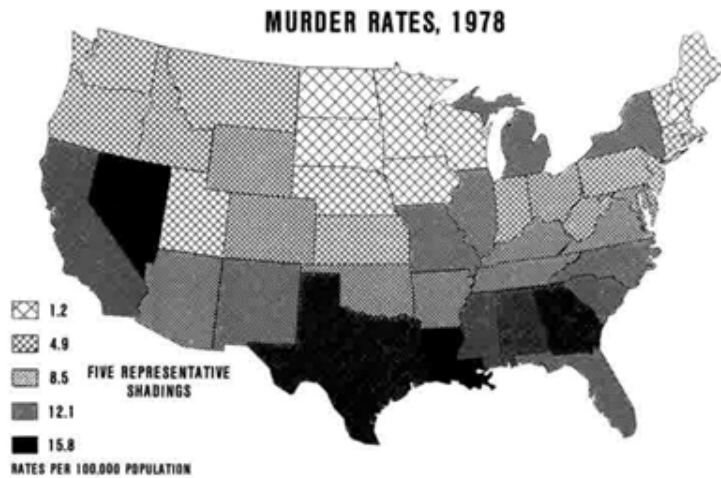 MURDER RATES, 1978
1.2
4.9
8.5
FIVE REPRESENTATIVE
SHADINGS
12.1
15.8
RATES PER 100,000 POPULATION